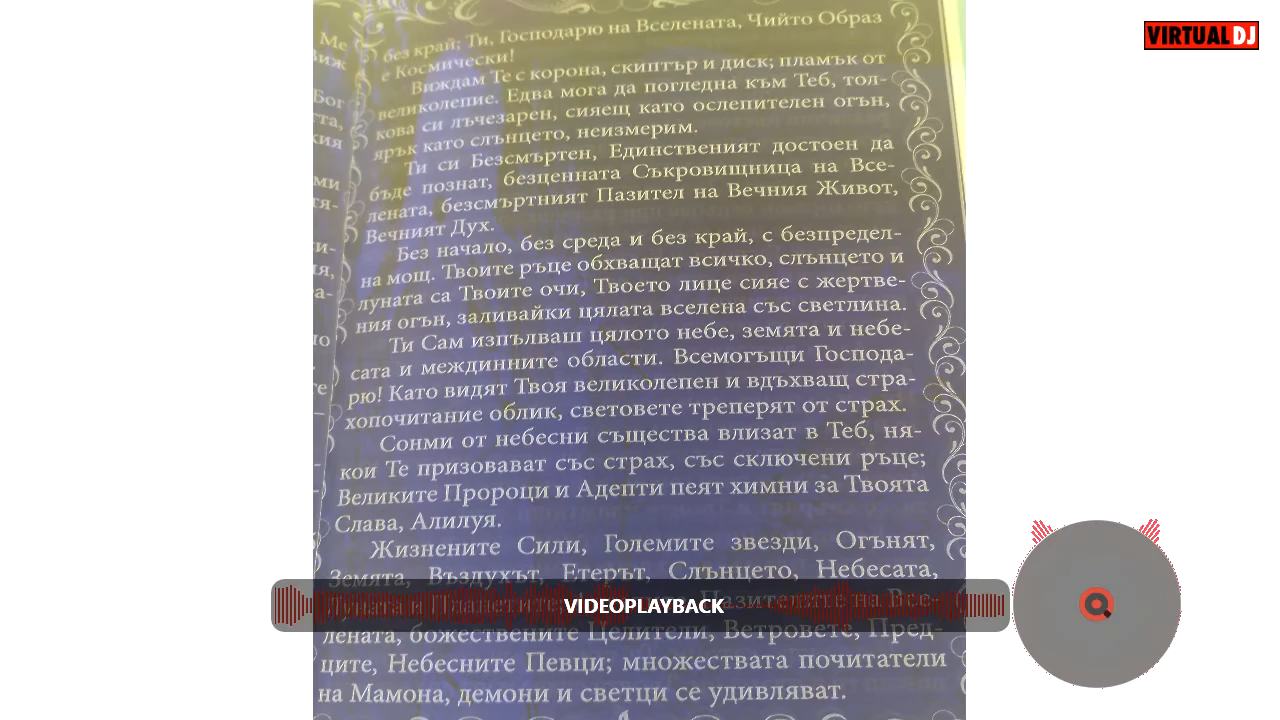 Ме
без край; Ти, Господарю на Вселената, Чийто Образ
е Космически!
Виждам Те с корона, скиптър и диск; пламък от
великолепие. Едва мога да погледна към Теб, тол-
кова си лъчезарен, сияещ като ослепителен огън,
ярък като слънцето, неизмерим.
Ти си Безсмъртен, Единственият достоен да
бъде познат, безценната Съкровищница на Все-
лената, безсмъртният Пазител на Вечния Живот,
Вечният Дух.
Без начало, без среда и без край, с безпредел-
на мощ. Твоите ръце обхващат всичко, слънцето и
луната са Твоите очи, Твоето лице сияе с жертве-
ния огън, заливайки цялата вселена със светлина.
Ти Сам изпълваш цялото небе, земята и небе-
сата и междинните области. Всемогъщи Господа-
рю! Като видят Твоя великолепен и вдъхващ стра-
хопочитание облик, световете треперят от страх.
Сонми от небесни същества влизат в Теб, ня-
кои Те призовават със страх, със сключени ръце;
Великите Пророци и Адепти пеят химни за Твоята
Слава, Алилуя.
Жизнените Сили, Големите звезди, Огънят,
Земята, Въздухът, Етерът, Слънцето, Небесата,
Луната и Планетите, Пазителите на Все-
лената, божествените Целители, Ветровете, Пред-
ците, Небесните Певци; множествата почитатели
на Мамона, демони и светци се удивляват.
VIDEOPLAYBACK
VIRTUAL DJ